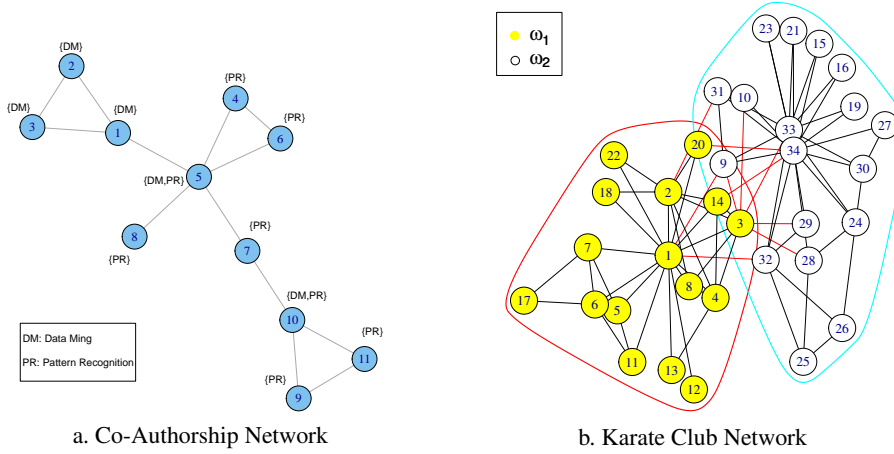 {DM}
2
{PR}
4
{DM}
3
{DM}
1
{PR}
6
5
{DM,PR}
8
{PR}
{PR}
7
{DM,PR}
10
{PR}
11
{PR}
9
DM: Data Ming
PR: Pattern Recognition
a. Co-Authorship Network
ω1
ω2
23
21
15
16
31
10
19
27
33
34
20
22
9
30
18
2
14
3
29
24
7
1
32
28
8
4
17
6
5
26
11
13
12
25
b. Karate Club Network